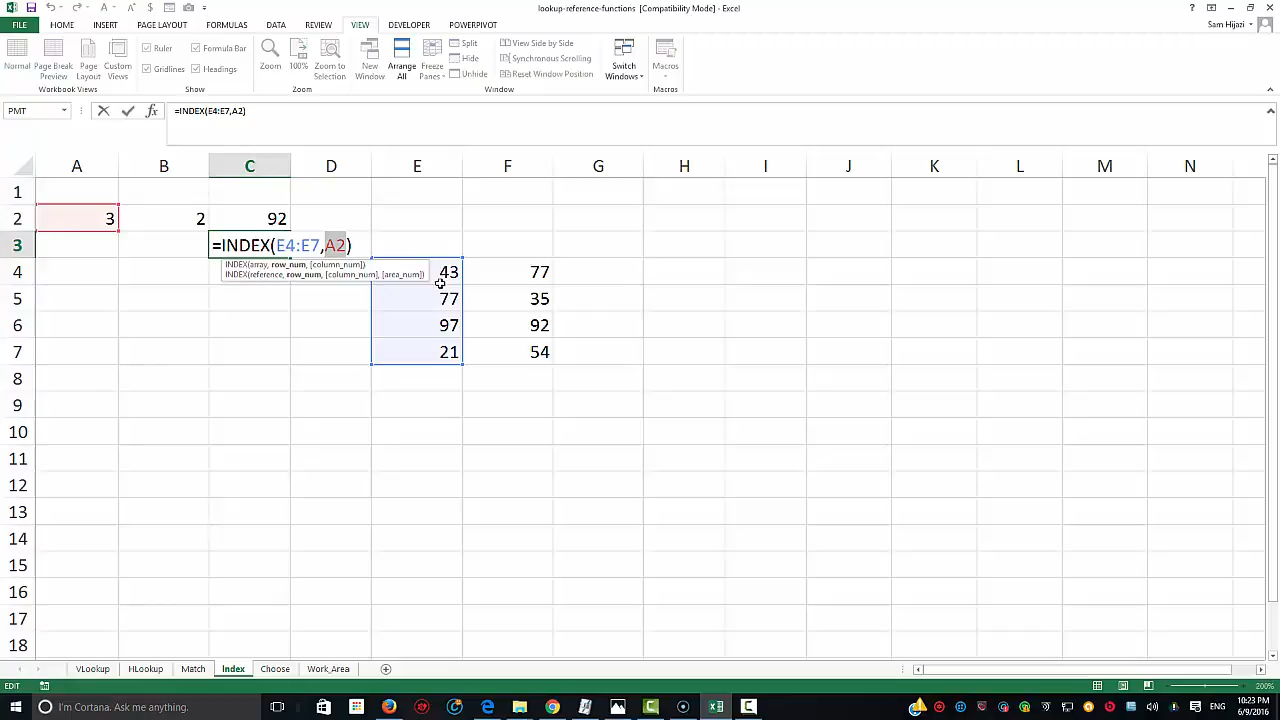 lookup-reference-functions [Compatibility Mode] - Excel
FILE HOME INSERT PAGE LAYOUT FORMULAS DATA REVIEW VIEW DEVELOPER POWERPIVOT
Sam Hijazi
Normal
Page Break
Preview
Page
Layout
Custom
Views
Workbook Views
Ruler Formula Bar
Gridlines Headings
Show
Zoom
100%
Zoom to
Selection
Zoom
New
Window
Arrange
All
Freeze
Panes
Split
Hide
Unhide
View Side by Side
Synchronous Scrolling
Reset Window Position
Switch
Windows
Window
Macros
Macros
PMT fx =INDEX(E4:E7,A2)
A B C D E F G H I J K L M N
1
2 3 2 92
3 =INDEX(E4:E7,A2)
INDEX(array, row_num, [column_num])
INDEX(reference, row_num, [column_num], [area_num])
4 43 77
5 77 35
6 97 92
7 21 54
8
9
10
11
12
13
14
15
16
17
18
VLookup HLookup Match Index Choose Work_Area
EDIT
200%
I'm Cortana. Ask me anything.
ENG
10:23 PM
6/9/2016